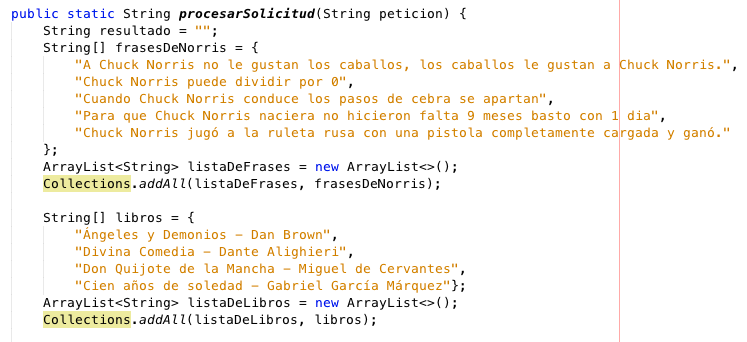 public static String procesarSolicitud(String peticion) {
String resultado = "";
String[] frasesDeNorris = {
"A Chuck Norris no le gustan los caballos, los caballos le gustan a Chuck Norris.",
"Chuck Norris puede dividir por 0",
"Cuando Chuck Norris conduce los pasos de cebra se apartan",
"Para que Chuck Norris naciera no hicieron falta 9 meses basto con 1 dia",
"Chuck Norris jugó a la ruleta rusa con una pistola completamente cargada y ganó."
};
ArrayList<String> listaDeFrases = new ArrayList<>();
Collections.addAll(listaDeFrases, frasesDeNorris);
String[] libros = {
"Ángeles y Demonios – Dan Brown",
"Divina Comedia – Dante Alighieri",
"Don Quijote de la Mancha – Miguel de Cervantes",
"Cien años de soledad – Gabriel García Márquez"};
ArrayList<String> listaDeLibros = new ArrayList<>();
Collections.addAll(listaDeLibros, libros);